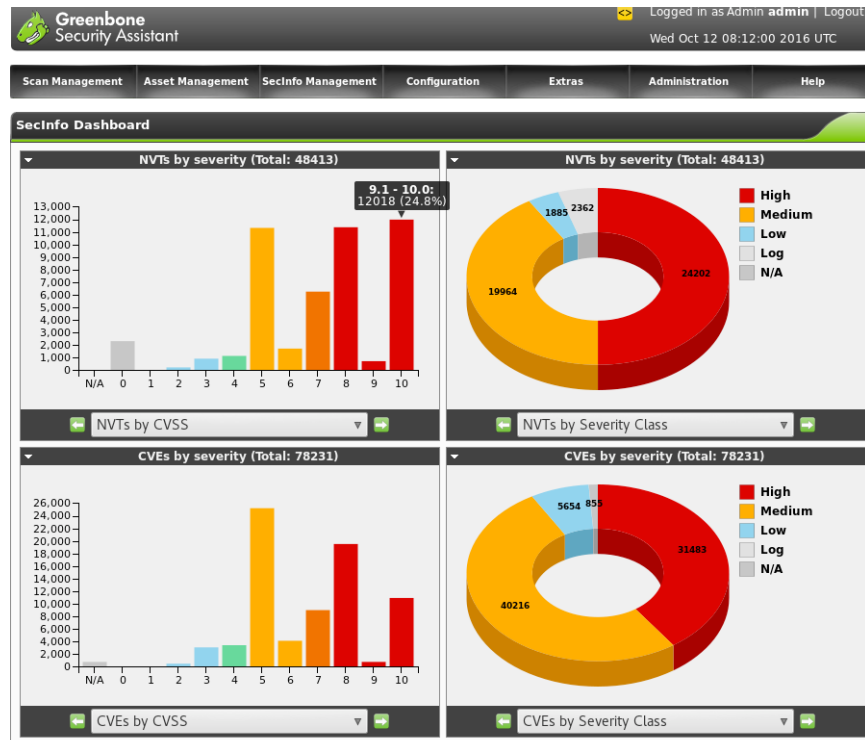 Greenbone
Security Assistant
<> Logged in as Admin admin | Logout
Wed Oct 12 08:12:00 2016 UTC
Scan Management Asset Management SecInfo Management Configuration Extras Administration Help
SecInfo Dashboard
NVTs by severity (Total: 48413)
9.1 - 10.0:
12018 (24.8%)
13,000
12,000
11,000
10,000
9,000
8,000
7,000
6,000
5,000
4,000
3,000
2,000
1,000
0
N/A 0 1 2 3 4 5 6 7 8 9 10
NVTs by CVSS
NVTs by severity (Total: 48413)
1885 2362
24202
19964
High
Medium
Low
Log
N/A
NVTs by Severity Class
CVEs by severity (Total: 78231)
26,000
24,000
22,000
20,000
18,000
16,000
14,000
12,000
10,000
8,000
6,000
4,000
2,000
0
N/A 0 1 2 3 4 5 6 7 8 9 10
CVEs by CVSS
CVEs by severity (Total: 78231)
5654 855
31483
40216
High
Medium
Low
Log
N/A
CVEs by Severity Class